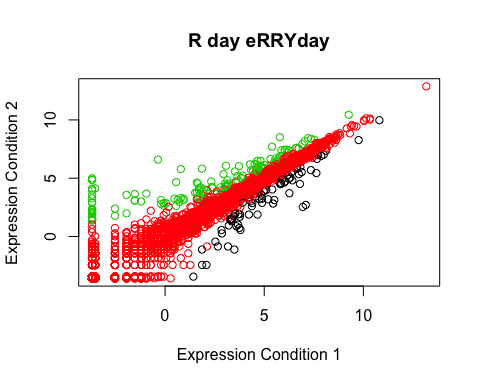 R day eRRYday
Expression Condition 2
10
5
0
0 5 10
Expression Condition 1